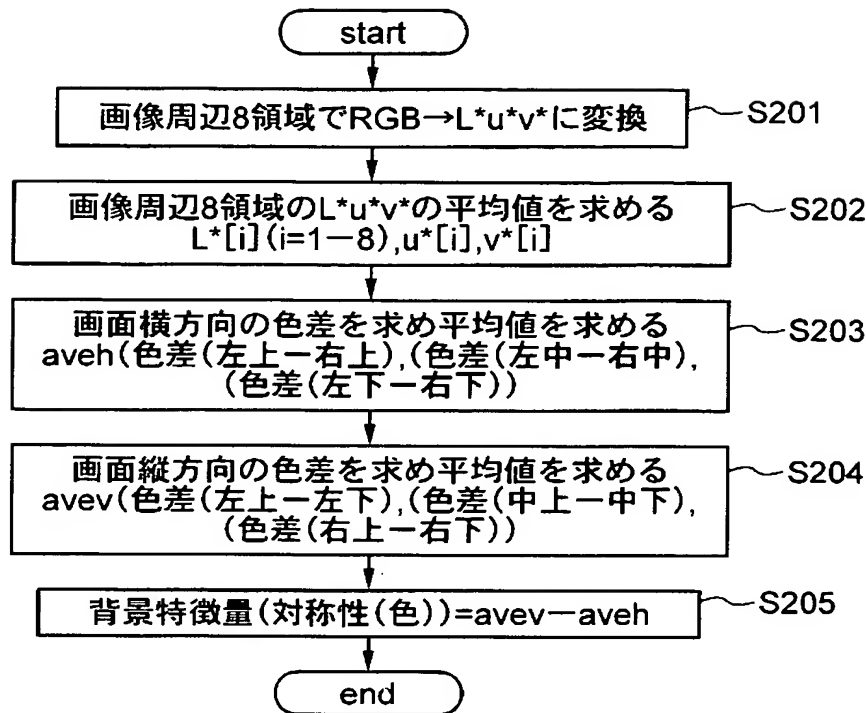 start
画像周辺8領域でRGB→L*u*v*に変換
S201
画像周辺8領域のL*u*v*の平均値を求める
L*[i](i=1−8),u*[i],v*[i]
S202
画面横方向の色差を求め平均値を求める
aveh(色差(左上−右上),(色差(左中−右中),
(色差(左下−右下))
S203
画面縦方向の色差を求め平均値を求める
avev(色差(左上−左下),(色差(中上−中下),
(色差(右上−右下))
S204
背景特徴量(対称性(色))=avev−aveh
S205
end